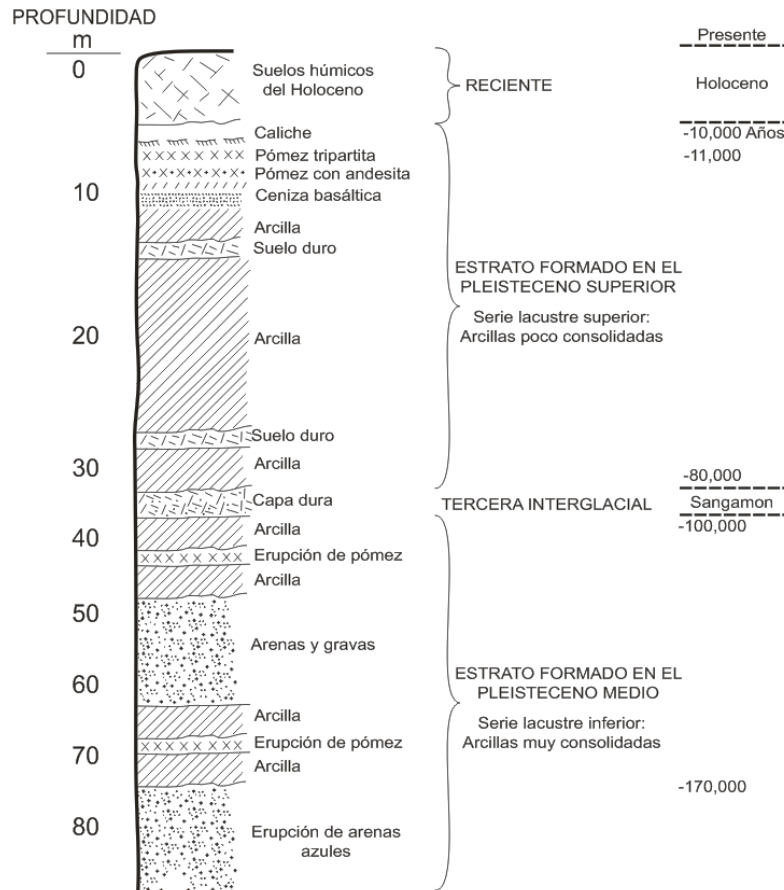 PROFUNDIDAD
m
Presente
0
Suelos húmicos
del Holoceno
RECIENTE
Holoceno
Caliche
-10,000 Años
Pómez tripartita
-11,000
Pómez con andesita
10
Ceniza basáltica
Arcilla
Suelo duro
ESTRATO FORMADO EN EL
PLEISTECENO SUPERIOR
Serie lacustre superior:
Arcillas poco consolidadas
20
Arcilla
Suelo duro
30
Arcilla
-80,000
Capa dura
TERCERA INTERGLACIAL
Sangamon
-100,000
40
Arcilla
Erupción de pómez
Arcilla
50
Arenas y gravas
60
ESTRATO FORMADO EN EL
PLEISTECENO MEDIO
Serie lacustre inferior:
Arcillas muy consolidadas
Arcilla
Erupción de pómez
70
Arcilla
-170,000
80
Erupción de arenas
azules